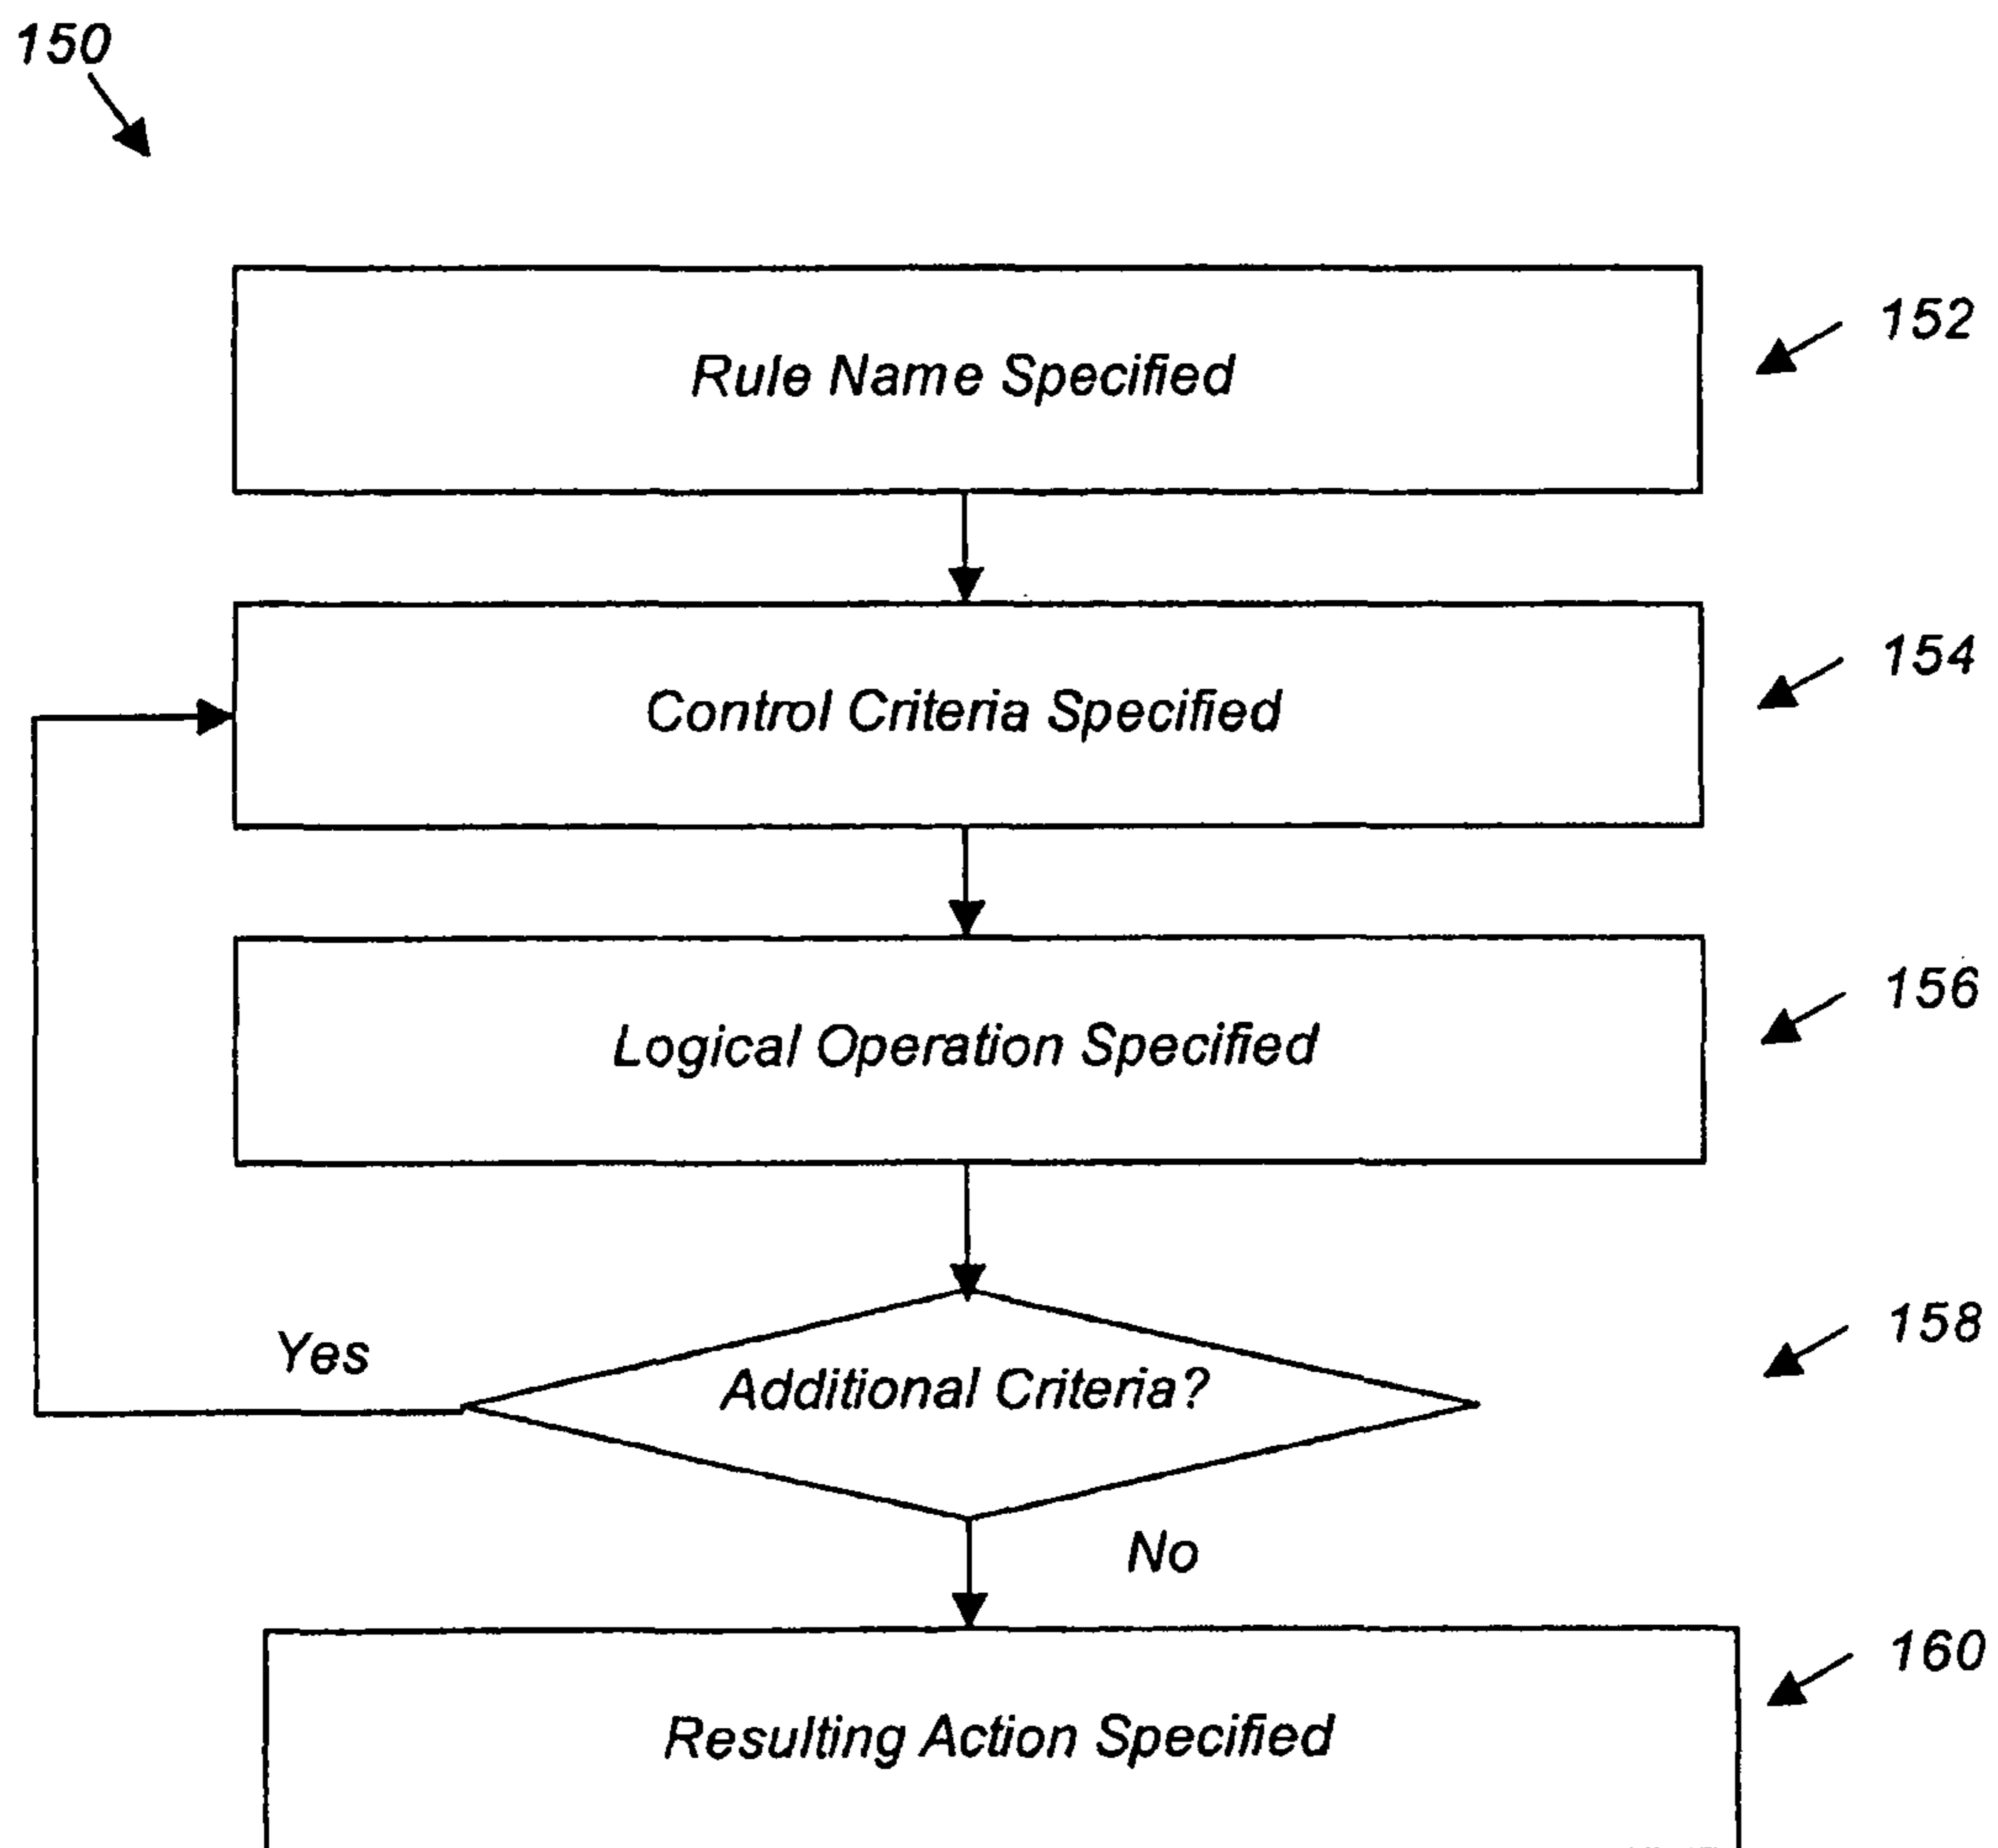 150
152
Rule Name Specified
154
Control Criteria Specified
156
Logical Operation Specified
158
Yes
Additional Criteria?
No
160
Resulting Action Specified